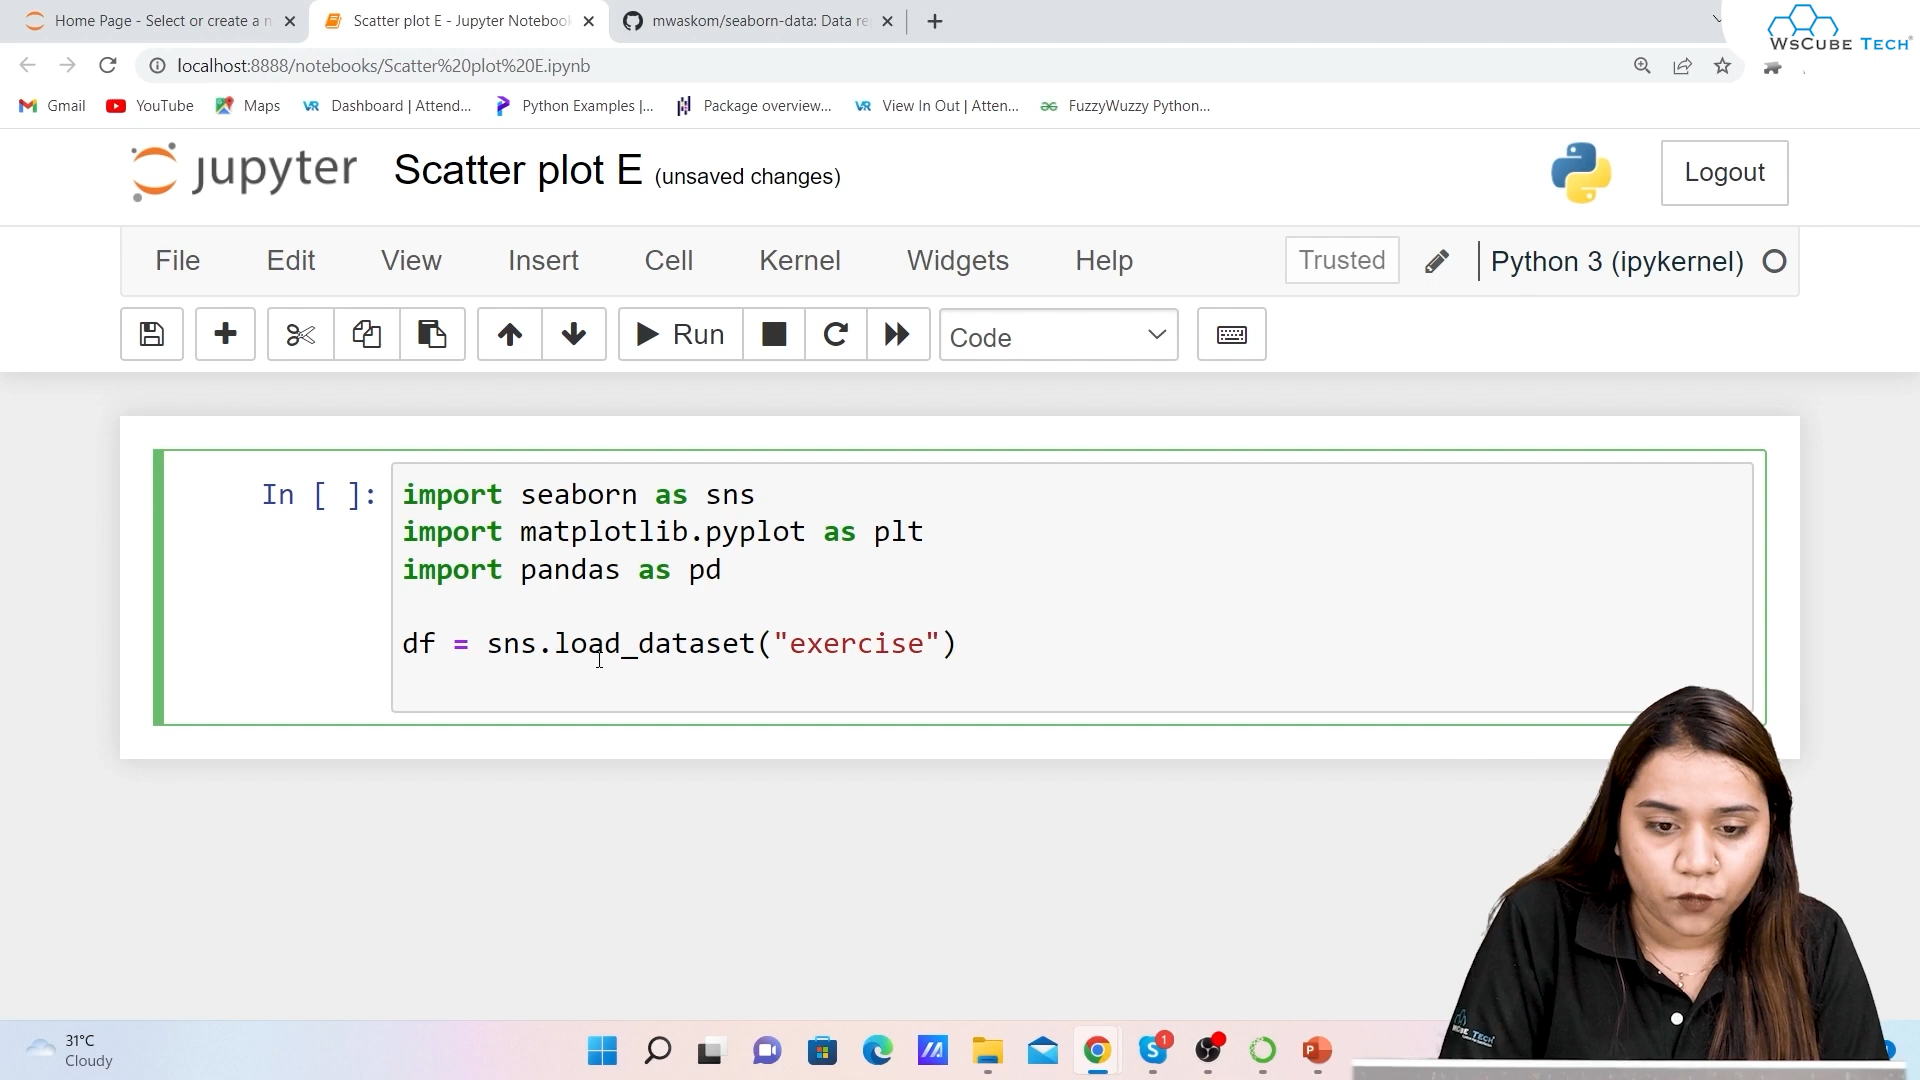 Home Page - Select or create a n
Scatter plot E - Jupyter Notebook
mwaskom/seaborn-data: Data re
WsCube Tech
localhost:8888/notebooks/Scatter%20plot%20E.ipynb
Gmail YouTube Maps Dashboard | Attend... Python Examples |... Package overview... View In Out | Atten... FuzzyWuzzy Python...
jupyter Scatter plot E (unsaved changes) Logout
File Edit View Insert Cell Kernel Widgets Help Trusted Python 3 (ipykernel)
Run Code
In [ ]: import seaborn as sns
import matplotlib.pyplot as plt
import pandas as pd
df = sns.load_dataset("exercise")
31°C
Cloudy
1